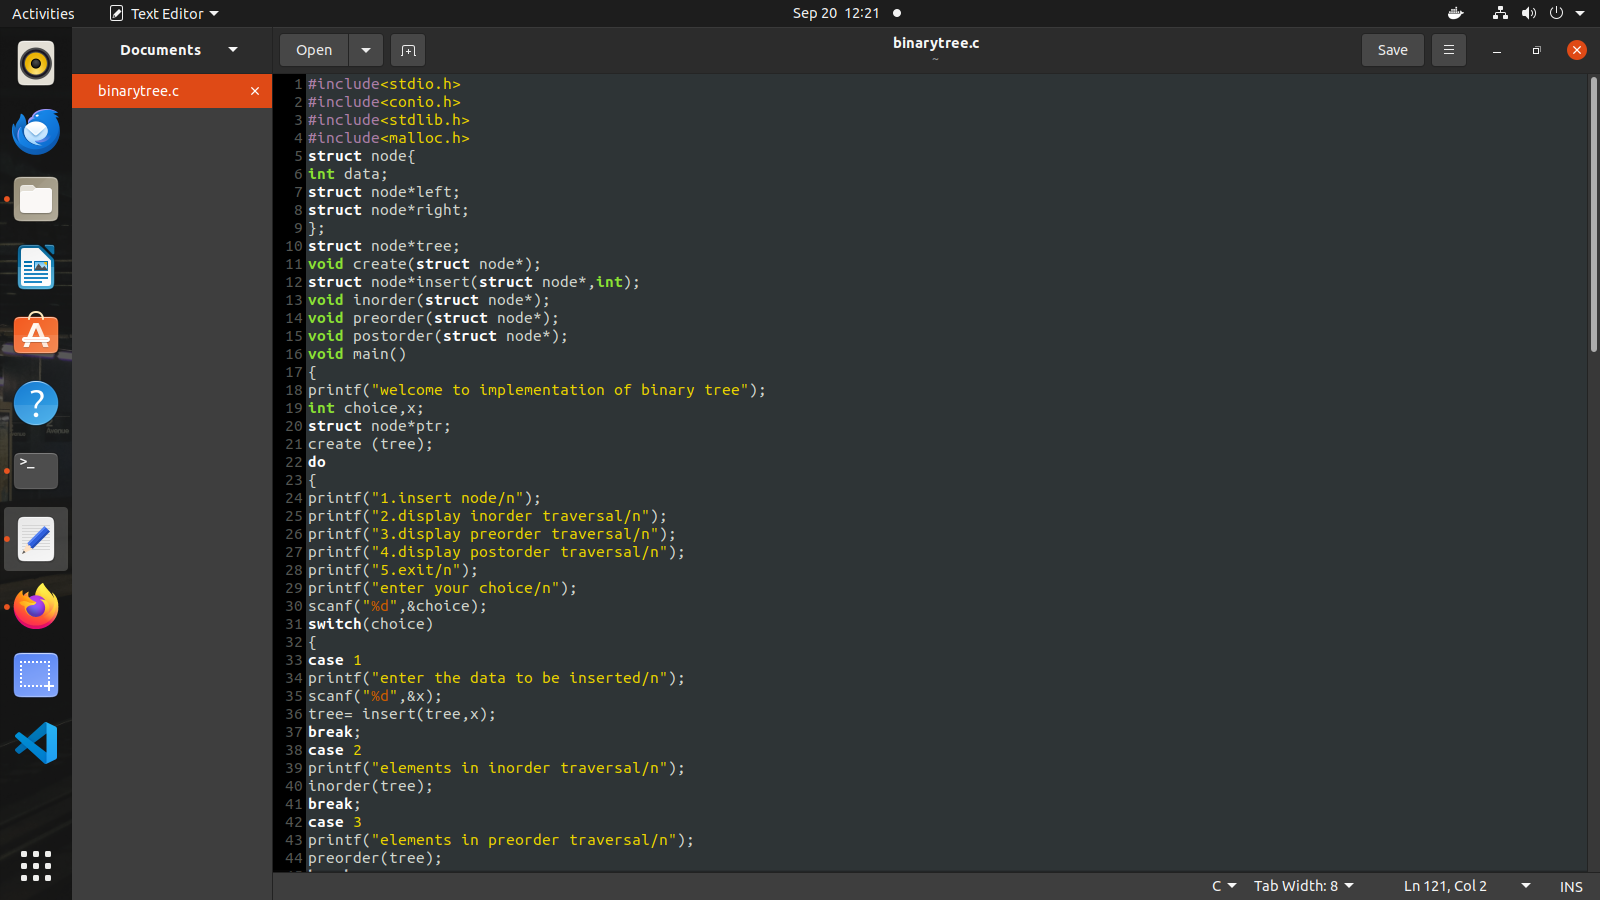 Activities
Text Editor
Sep 20 12:21
Documents
Open
binarytree.c
~
Save
binarytree.c
1 #include<stdio.h>
2 #include<conio.h>
3 #include<stdlib.h>
4 #include<malloc.h>
5 struct node{
6 int data;
7 struct node*left;
8 struct node*right;
9 };
10 struct node*tree;
11 void create(struct node*);
12 struct node*insert(struct node*,int);
13 void inorder(struct node*);
14 void preorder(struct node*);
15 void postorder(struct node*);
16 void main()
17 {
18 printf("welcome to implementation of binary tree");
19 int choice,x;
20 struct node*ptr;
21 create (tree);
22 do
23 {
24 printf("1.insert node/n");
25 printf("2.display inorder traversal/n");
26 printf("3.display preorder traversal/n");
27 printf("4.display postorder traversal/n");
28 printf("5.exit/n");
29 printf("enter your choice/n");
30 scanf("%d",&choice);
31 switch(choice)
32 {
33 case 1
34 printf("enter the data to be inserted/n");
35 scanf("%d",&x);
36 tree= insert(tree,x);
37 break;
38 case 2
39 printf("elements in inorder traversal/n");
40 inorder(tree);
41 break;
42 case 3
43 printf("elements in preorder traversal/n");
44 preorder(tree);
C
Tab Width: 8
Ln 121, Col 2
INS